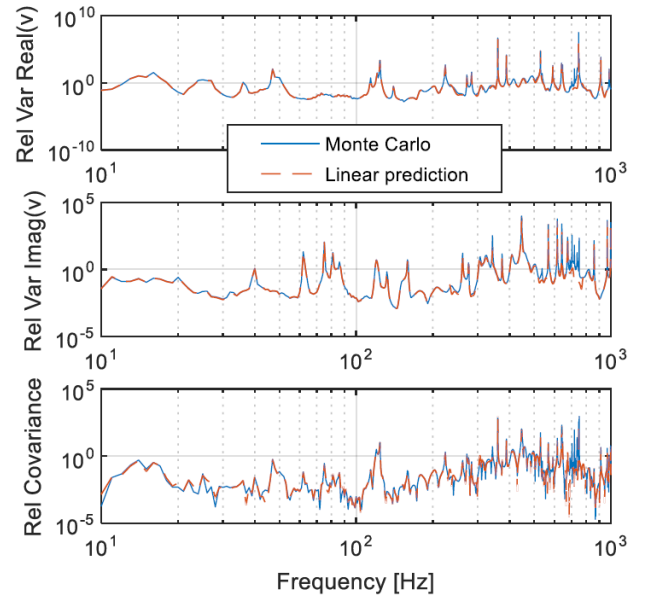 Rel Var Real(v)
10^10
10^0
10^-10
10^1
10^3
Monte Carlo
Linear prediction
Rel Var Imag(v)
10^5
10^0
10^-5
10^1
10^2
10^3
Rel Covariance
10^5
10^0
10^-5
10^1
10^2
10^3
Frequency [Hz]